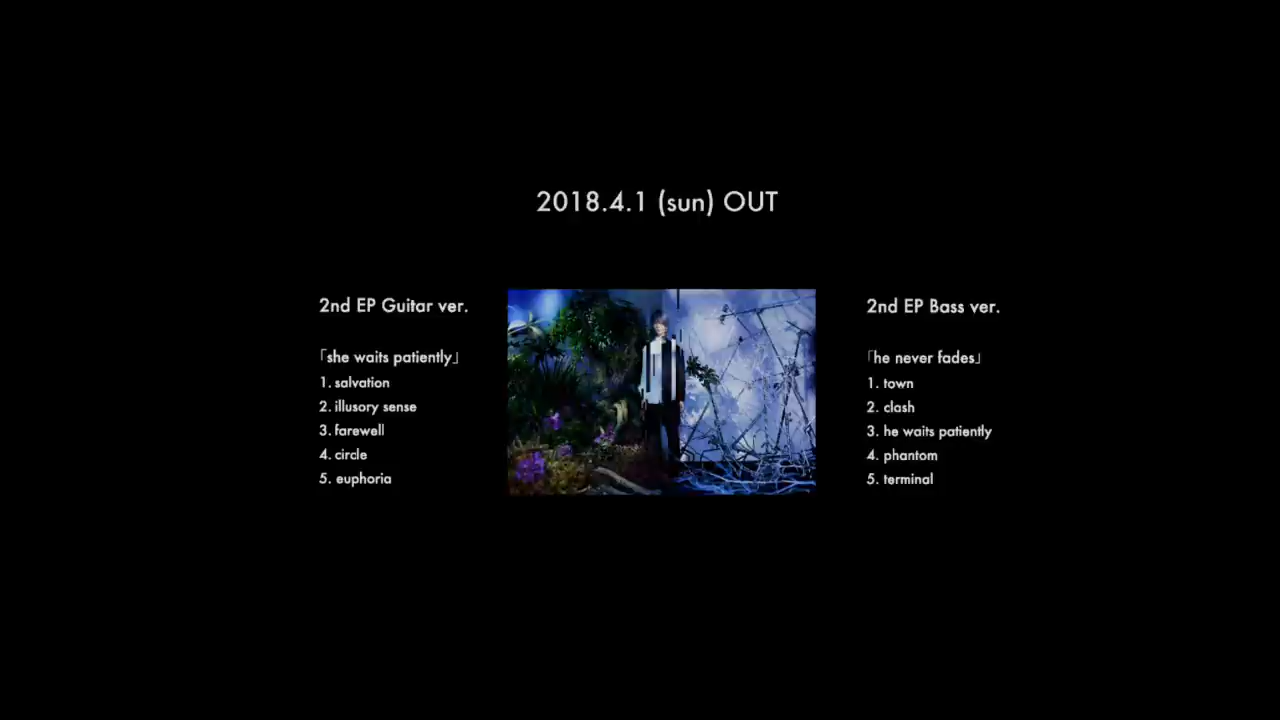 2018.4.1 (sun) OUT
2nd EP Guitar ver.
「she waits patiently」
1. salvation
2. illusory sense
3. farewell
4. circle
5. euphoria
2nd EP Bass ver.
「he never fades」
1. town
2. clash
3. he waits patiently
4. phantom
5. terminal